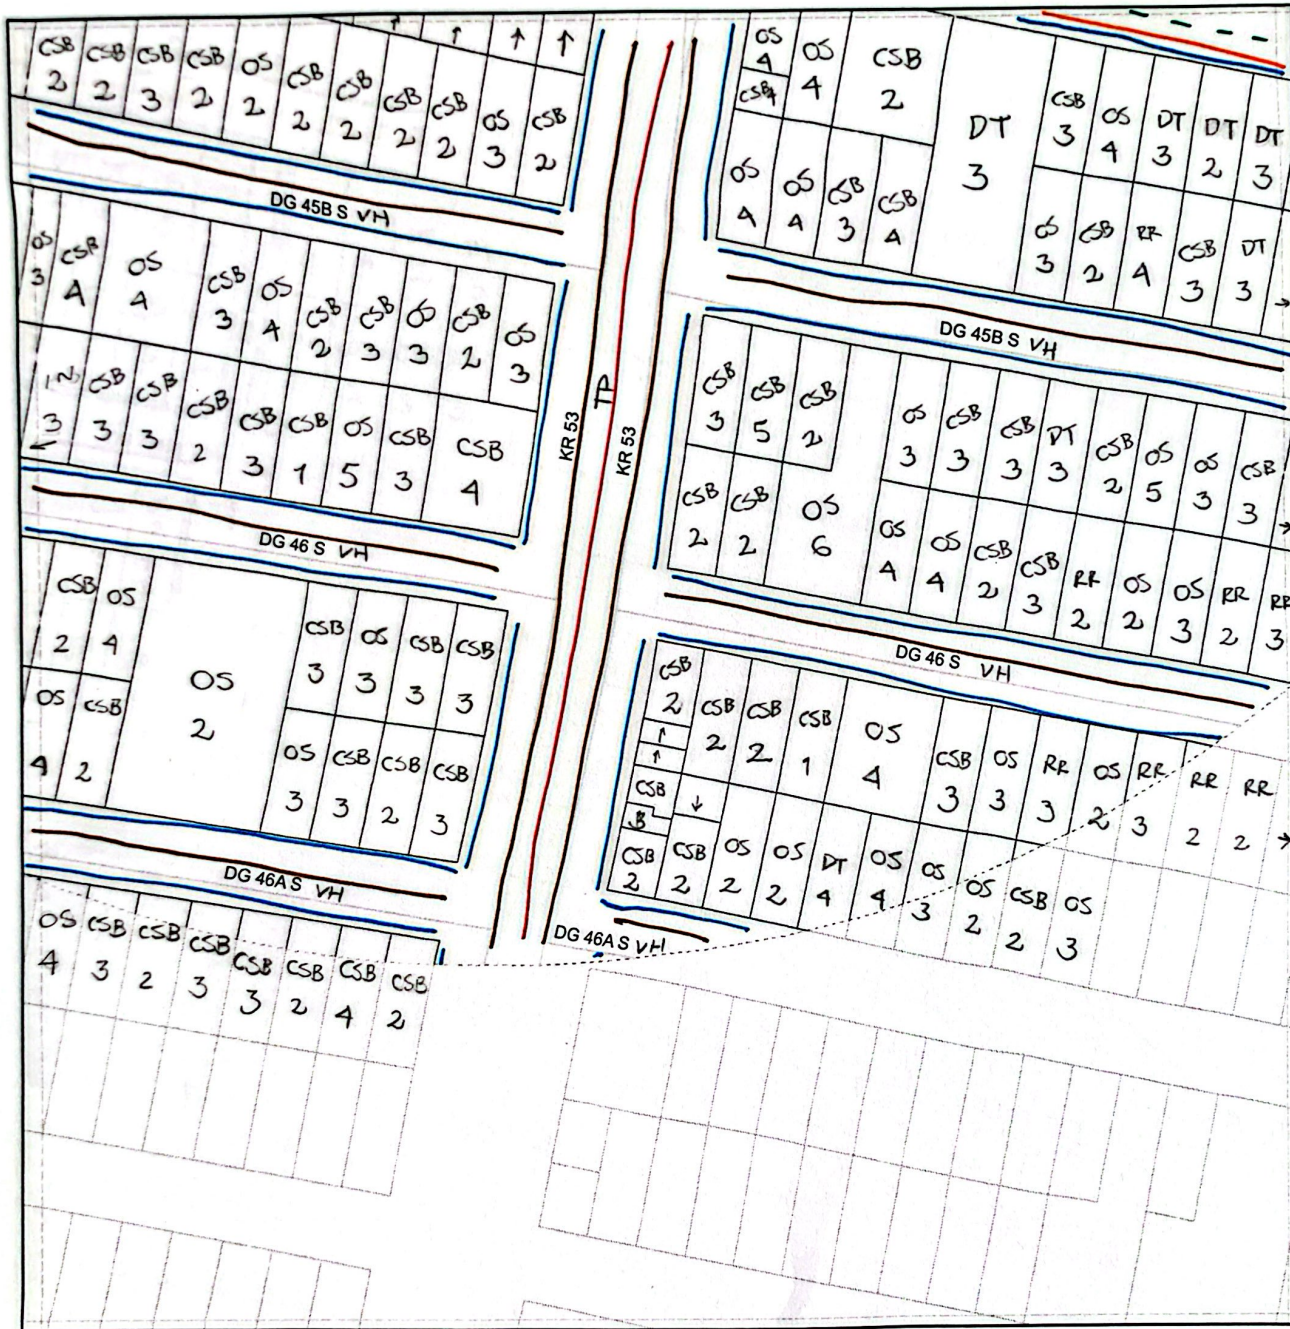 CSB CSB CSB CSB OS CSB CSB CSB CSB OS CSB
2 2 3 2 2 2 2 2 2 3 2
DG 45B S VH
OS CSB OS CSB OS CSB CSB OS CSB OS
3 4 4 3 4 2 3 3 2 3
CSB CSB CSB CSB CSB OS CSB CSB
3 3 3 2 3 1 5 3 4
DG 46 S VH
CSB OS
2 4
OS CSB
4 2
OS
2
CSB OS CSB CSB
3 3 3 3
OS CSB CSB CSB
3 3 2 3
DG 46A S VH
OS CSB CSB CSB CSB CSB CSB CSB
4 3 2 3 3 2 4 2
KR 53
TP
KR 53
OS OS CSB
4 4 2
CSB 4
OS OS CSB CSB
4 4 3 4
DT
3
CSB OS DT DT DT
3 4 3 2 3
OS CSB RR CSB DT
3 2 4 3 3
DG 45B S VH
CSB CSB CSB
3 5 2
CSB CSB OS
2 2 6
OS CSB CSB DT CSB OS OS CSB
3 3 3 3 2 5 3 3
OS OS CSB CSB RR OS OS RR RR
4 4 2 3 2 2 3 2 3
DG 46 S VH
CSB CSB CSB CSB OS CSB OS RR OS RR RR RR
2 2 2 1 4 3 3 3 2 3 2 2
CSB
3
CSB CSB OS OS DT OS OS OS CSB OS
2 2 2 2 4 4 3 2 2 3
DG 46A S VH